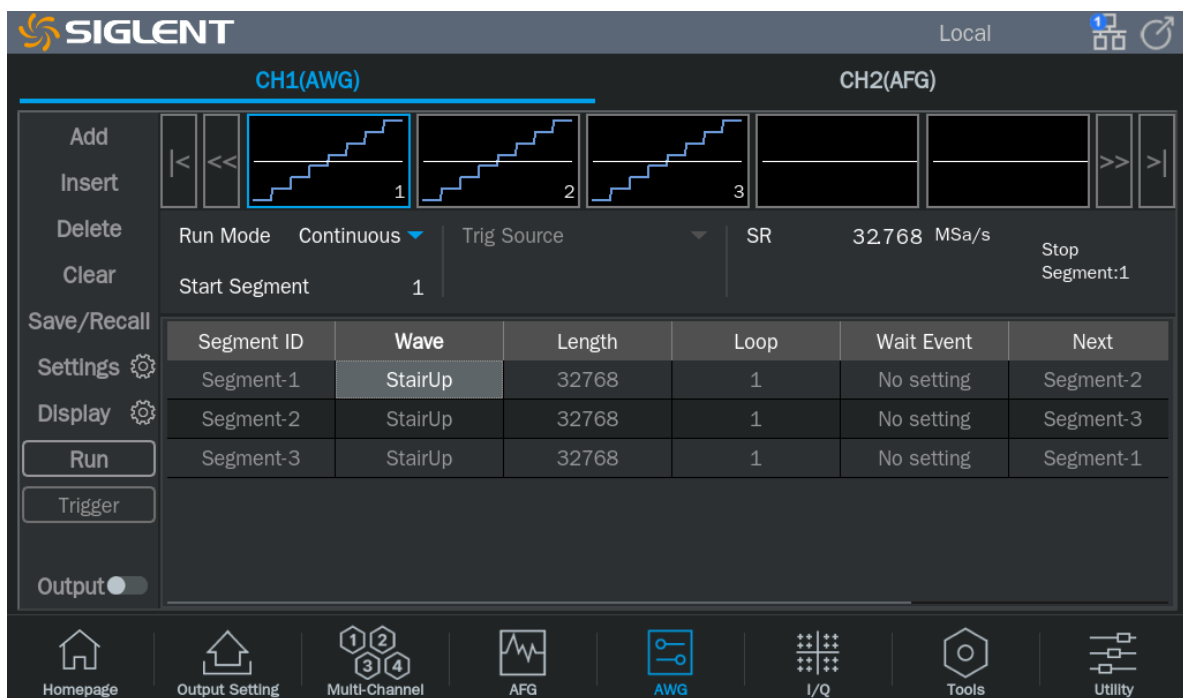 SIGLENT Local 1
CH1(AWG) CH2(AFG)
Add
Insert
Delete
Clear
Save/Recall
Settings
Display
Run
Trigger
Output
|< << 1 2 3 >> >|
Run Mode Continuous Trig Source SR 32.768 MSa/s
Start Segment 1
Stop
Segment:1
Segment ID Wave Length Loop Wait Event Next
Segment-1 StairUp 32768 1 No setting Segment-2
Segment-2 StairUp 32768 1 No setting Segment-3
Segment-3 StairUp 32768 1 No setting Segment-1
1 2 3 4
Homepage Output Setting Multi-Channel AFG AWG I/Q Tools Utility